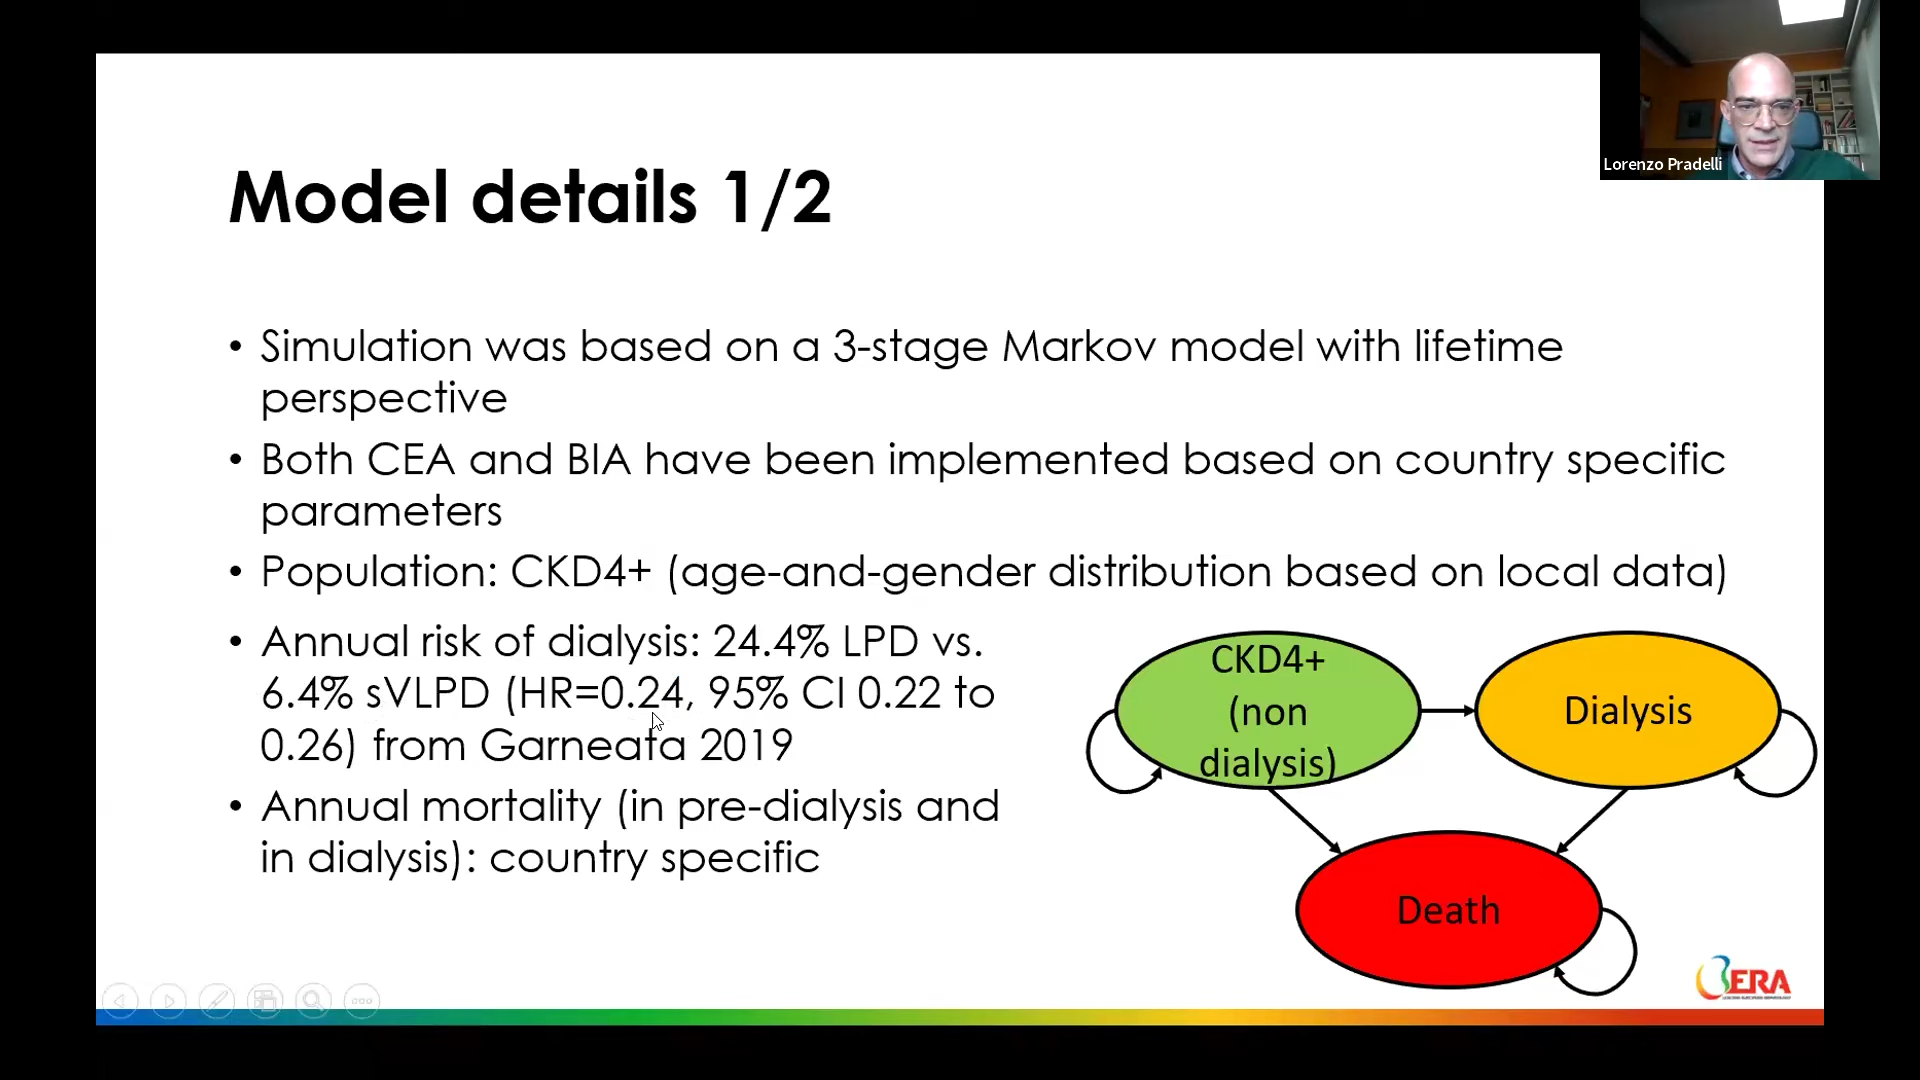 Lorenzo Pradelli
Model details 1/2
• Simulation was based on a 3-stage Markov model with lifetime
perspective
• Both CEA and BIA have been implemented based on country specific
parameters
• Population: CKD4+ (age-and-gender distribution based on local data)
• Annual risk of dialysis: 24.4% LPD vs.
6.4% sVLPD (HR=0.24, 95% CI 0.22 to
0.26) from Garneata 2019
• Annual mortality (in pre-dialysis and
in dialysis): country specific
CKD4+
(non
dialysis)
Dialysis
Death
ERA